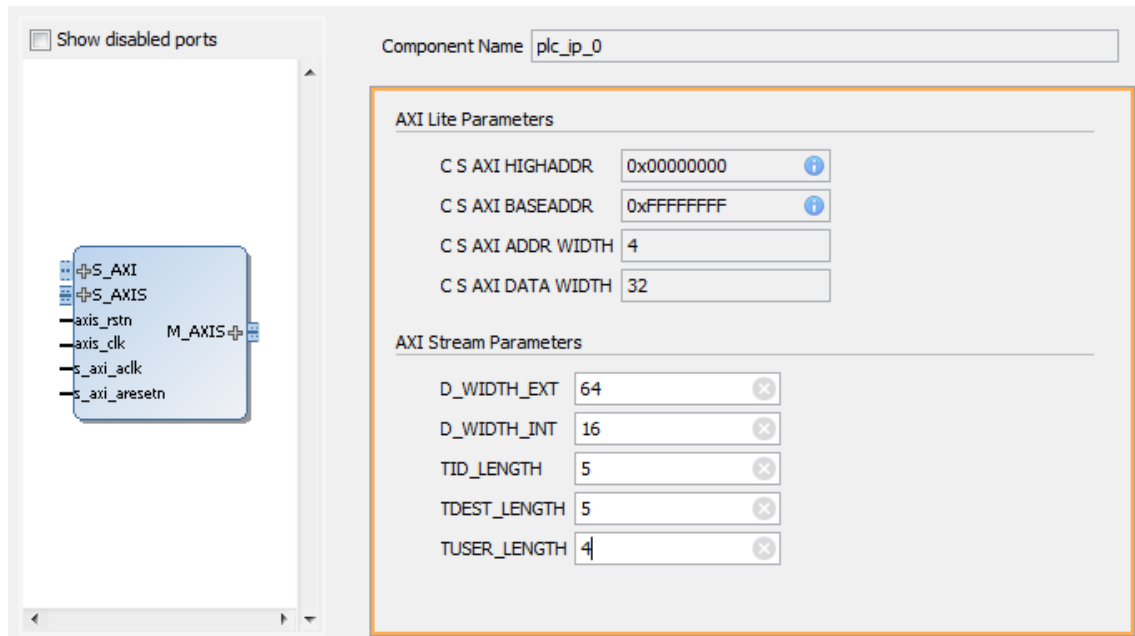 Show disabled ports
S_AXI
S_AXIS
axis_rstn
axis_clk
s_axi_aclk
s_axi_aresetn
M_AXIS
Component Name plc_ip_0
AXI Lite Parameters
C S AXI HIGHADDR 0x00000000
C S AXI BASEADDR 0xFFFFFFFF
C S AXI ADDR WIDTH 4
C S AXI DATA WIDTH 32
AXI Stream Parameters
D_WIDTH_EXT 64
D_WIDTH_INT 16
TID_LENGTH 5
TDEST_LENGTH 5
TUSER_LENGTH 4